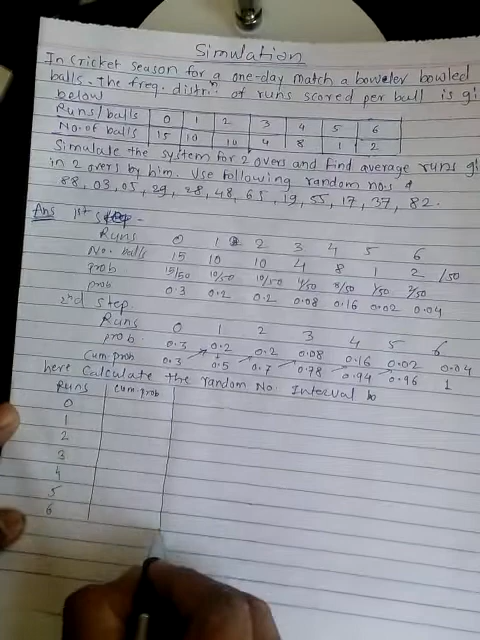 Simulation
In Cricket season for a one-day match a boweler bowled
balls. The freq. distriⁿ of runs scored per ball is gi
below
Runs/balls 0 1 2 3 4 5 6
No. of balls 15 10 10 4 8 1 2
Simulate the system for 2 overs and find average runs gi
in 2 overs by him. Use following random no.s
88, 03, 05, 29, 28, 48, 65, 19, 55, 17, 37, 82.
Ans 1st step -
Runs 0 1 2 3 4 5 6
No. balls 15 10 10 4 8 1 2 /50
prob 15/50 10/50 10/50 4/50 8/50 1/50 2/50
prob 0.3 0.2 0.2 0.08 0.16 0.02 0.04
2nd step
Runs 0 1 2 3 4 5 6
prob. 0.3 0.2 0.2 0.08 0.16 0.02 0.04
Cum prob 0.3 0.5 0.7 0.78 0.94 0.96 1
here Calculate the random No. Interval
Runs cum.prob
0
1
2
3
4
5
6